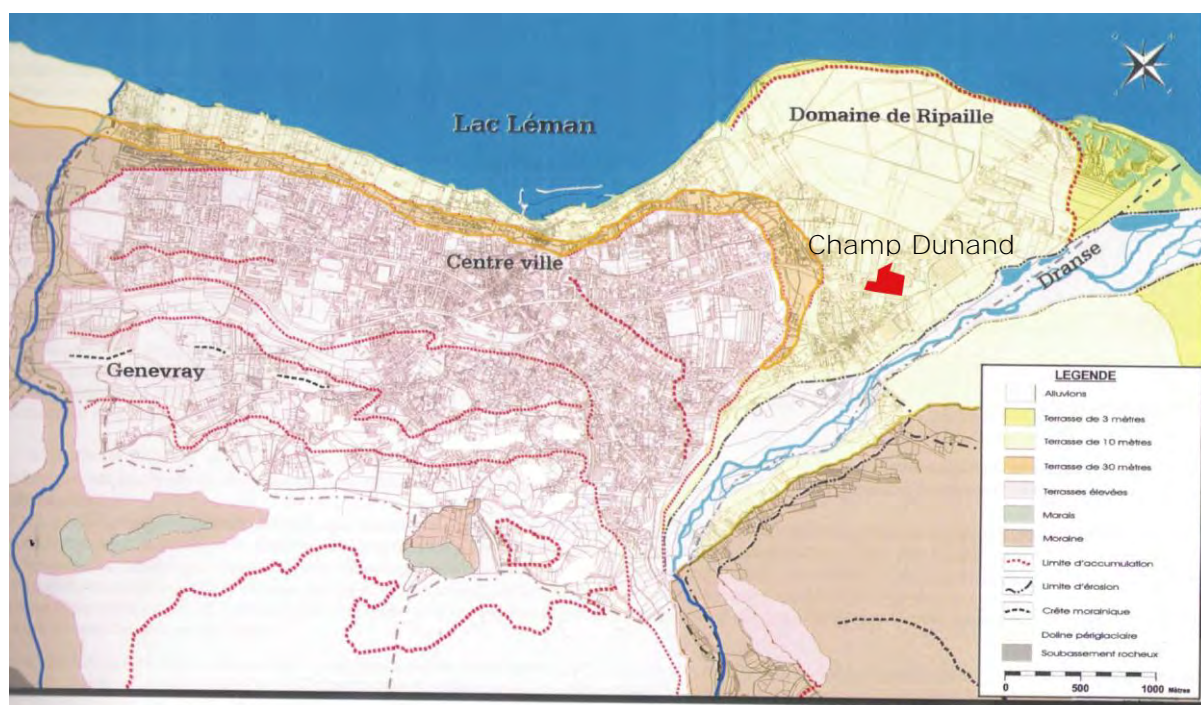 Lac Léman
Domaine de Ripaille
Champ Dunand
Centre ville
Dranse
Genevray
LEGENDE
Alluvions
Terrasse de 3 mètres
Terrasse de 10 mètres
Terrasse de 30 mètres
Terrasses élevées
Marais
Moraine
Limite d'accumulation
Limite d'érosion
Crête morainique
Doline périglaciaire
Soubassement rocheux
0 500 1000 Mètres